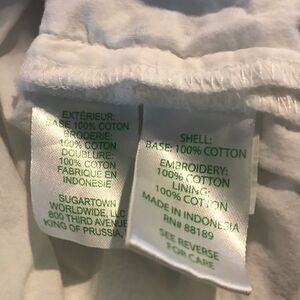 EXTÉRIEUR:
BASE 100% COTON
BRODERIE:
100% COTON
DOUBLURE:
100% COTON
FABRIQUÉ EN
INDONESIE
SUGARTOWN
WORLDWIDE, LLC
800 THIRD AVENUE
KING OF PRUSSIA,
SHELL:
BASE: 100% COTTON
EMBROIDERY:
100% COTTON
LINING:
100% COTTON
MADE IN INDONESIA
RN# 88189
SEE REVERSE
FOR CARE